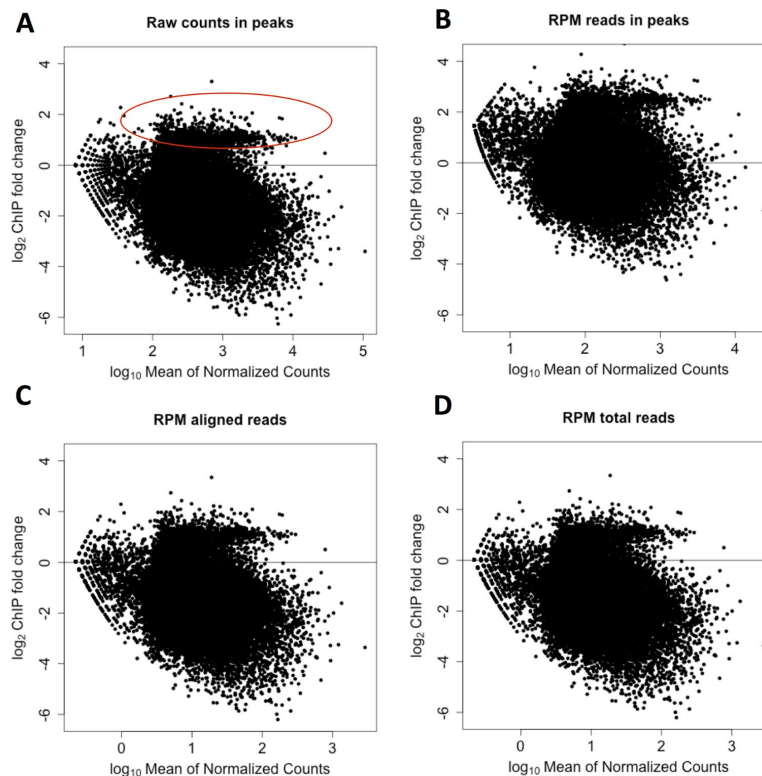 A
Raw counts in peaks
4
2
0
-2
-4
-6
log2 ChIP fold change
1 2 3 4 5
log10 Mean of Normalized Counts
B
RPM reads in peaks
4
2
0
-2
-4
-6
log2 ChIP fold change
1 2 3 4
log10 Mean of Normalized Counts
C
RPM aligned reads
4
2
0
-2
-4
-6
log2 ChIP fold change
0 1 2 3
log10 Mean of Normalized Counts
D
RPM total reads
4
2
0
-2
-4
-6
log2 ChIP fold change
0 1 2 3
log10 Mean of Normalized Counts